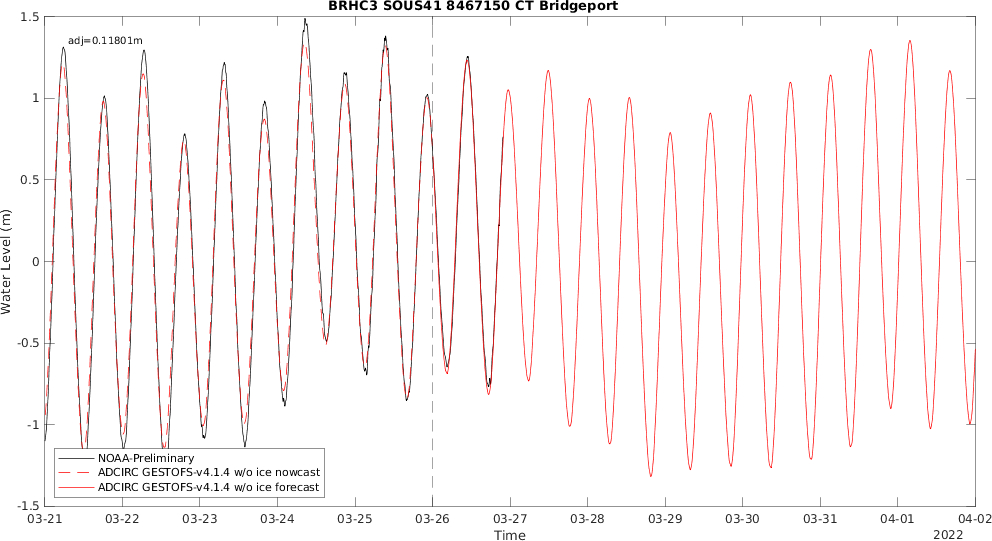 BRHC3 SOUS41 8467150 CT Bridgeport
adj=0.11801m
1.5
1
0.5
0
-0.5
-1
-1.5
Water Level (m)
NOAA-Preliminary
ADCIRC GESTOFS-v4.1.4 w/o ice nowcast
ADCIRC GESTOFS-v4.1.4 w/o ice forecast
03-21 03-22 03-23 03-24 03-25 03-26 03-27 03-28 03-29 03-30 03-31 04-01 04-02
Time
2022